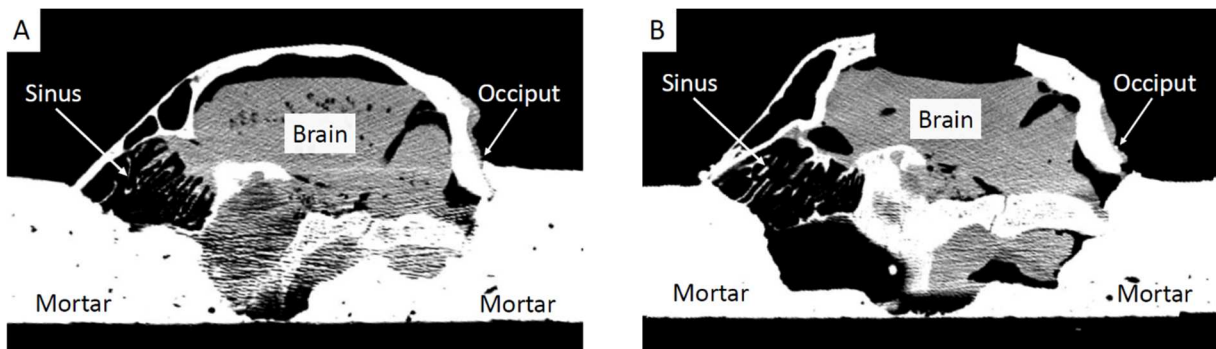 A
Sinus
Brain
Occiput
Mortar
Mortar
B
Sinus
Brain
Occiput
Mortar
Mortar